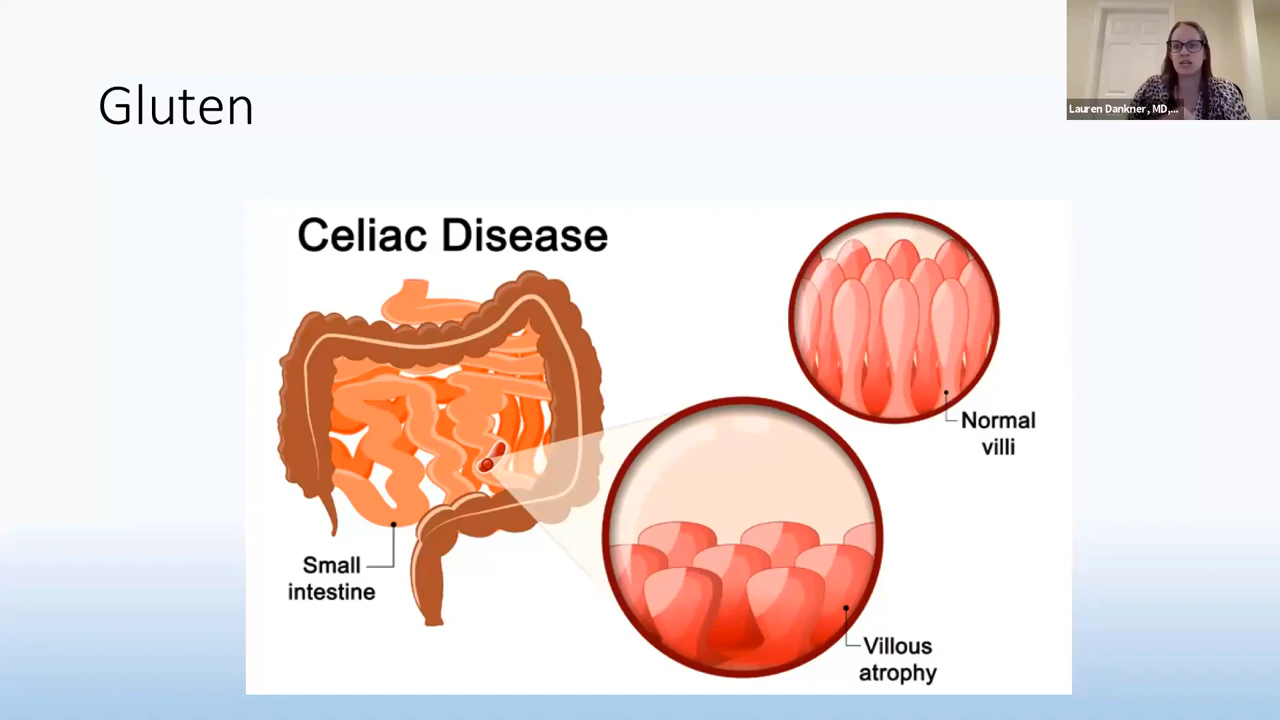 Gluten
Lauren Dankner, MD,...
Celiac Disease
Normal
villi
Small
intestine
Villous
atrophy